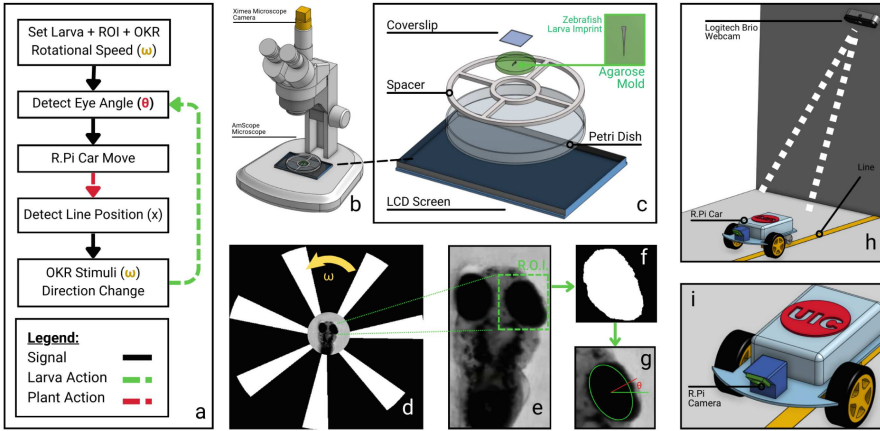 Set Larva + ROI + OKR
Rotational Speed (ω)
Detect Eye Angle (θ)
R.Pi Car Move
Detect Line Position (x)
OKR Stimuli (ω)
Direction Change
Legend:
Signal
Larva Action
Plant Action
a
Ximea Microscope
Camera
AmScope
Microscope
b
Coverslip
Zebrafish
Larva Imprint
Agarose
Mold
Spacer
Petri Dish
LCD Screen
c
ω
d
R.O.I.
e
f
θ
g
Logitech Brio
Webcam
Line
R.Pi Car
UIC
h
i
UIC
R.Pi
Camera